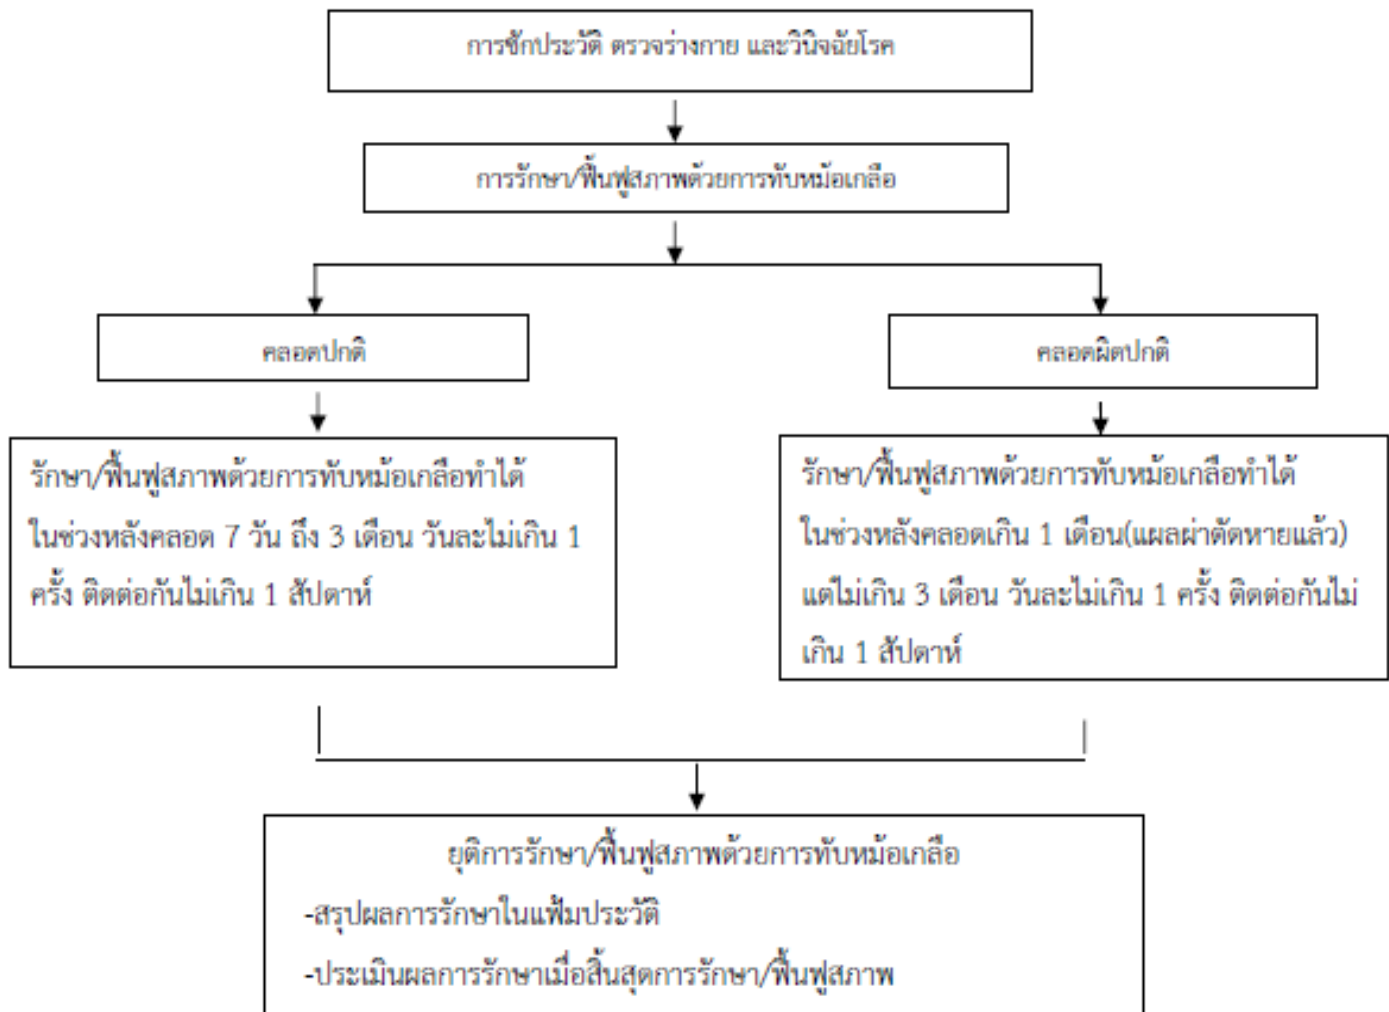 การซักประวัติ ตรวจร่างกาย และวินิจฉัยโรค
การรักษา/ฟื้นฟูสภาพด้วยการทับหม้อเกลือ
คลอดปกติ
คลอดผิดปกติ
รักษา/ฟื้นฟูสภาพด้วยการทับหม้อเกลือทำได้
ในช่วงหลังคลอด 7 วัน ถึง 3 เดือน วันละไม่เกิน 1
ครั้ง ติดต่อกันไม่เกิน 1 สัปดาห์
รักษา/ฟื้นฟูสภาพด้วยการทับหม้อเกลือทำได้
ในช่วงหลังคลอดเกิน 1 เดือน(แผลผ่าตัดหายแล้ว)
แต่ไม่เกิน 3 เดือน วันละไม่เกิน 1 ครั้ง ติดต่อกันไม่
เกิน 1 สัปดาห์
ยุติการรักษา/ฟื้นฟูสภาพด้วยการทับหม้อเกลือ
-สรุปผลการรักษาในแฟ้มประวัติ
-ประเมินผลการรักษาเมื่อสิ้นสุดการรักษา/ฟื้นฟูสภาพ